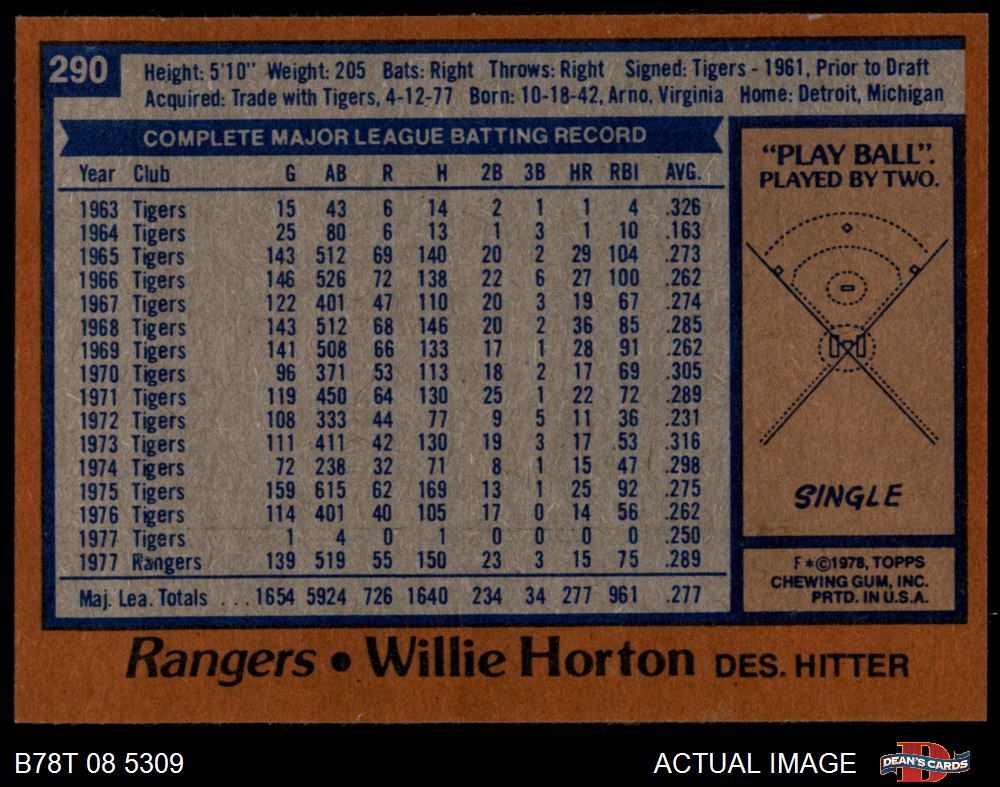 290
Height: 5'10" Weight: 205 Bats: Right Throws: Right Signed: Tigers - 1961, Prior to Draft
Acquired: Trade with Tigers, 4-12-77 Born: 10-18-42, Arno, Virginia Home: Detroit, Michigan
COMPLETE MAJOR LEAGUE BATTING RECORD
Year Club G AB R H 2B 3B HR RBI AVG.
1963 Tigers 15 43 6 14 2 1 1 4 .326
1964 Tigers 25 80 6 13 1 3 1 10 .163
1965 Tigers 143 512 69 140 20 2 29 104 .273
1966 Tigers 146 526 72 138 22 6 27 100 .262
1967 Tigers 122 401 47 110 20 3 19 67 .274
1968 Tigers 143 512 68 146 20 2 36 85 .285
1969 Tigers 141 508 66 133 17 1 28 91 .262
1970 Tigers 96 371 53 113 18 2 17 69 .305
1971 Tigers 119 450 64 130 25 1 22 72 .289
1972 Tigers 108 333 44 77 9 5 11 36 .231
1973 Tigers 111 411 42 130 19 3 17 53 .316
1974 Tigers 72 238 32 71 8 1 15 47 .298
1975 Tigers 159 615 62 169 13 1 25 92 .275
1976 Tigers 114 401 40 105 17 0 14 56 .262
1977 Tigers 1 4 0 1 0 0 0 0 .250
1977 Rangers 139 519 55 150 23 3 15 75 .289
Maj. Lea. Totals ... 1654 5924 726 1640 234 34 277 961 .277
"PLAY BALL".
PLAYED BY TWO.
SINGLE
F*©1978, TOPPS
CHEWING GUM, INC.
PRTD. IN U.S.A.
Rangers • Willie Horton DES. HITTER
B78T 08 5309
ACTUAL IMAGE
DEAN'S CARDS